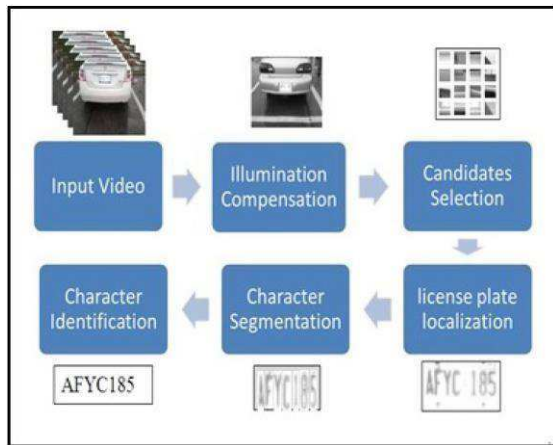 Input Video
Illumination
Compensation
Candidates
Selection
Character
Identification
Character
Segmentation
license plate
localization
AFYC185
AFYC185
AFYC 185